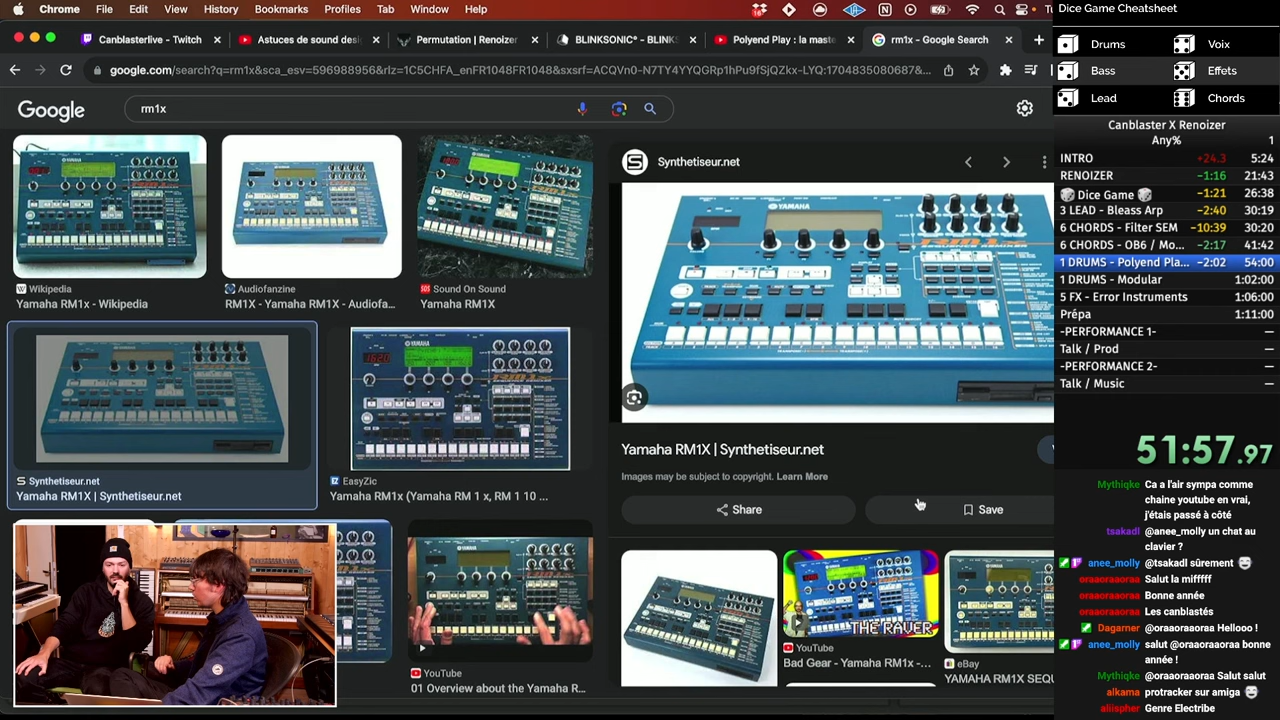 Chrome File Edit View History Bookmarks Profiles Tab Window Help
Canblasterlive - Twitch
Astuces de sound desi
Permutation | Renoizer
BLINKSONIC° - BLINKS
Polyend Play : la maste
rm1x - Google Search
google.com/search?q=rm1x&sca_esv=596988556&rlz=1C5CHFA_enFR1048FR1048&sxsrf=ACQVn0-N7TY4YYQGRp1hPu9fSjQZkx-LYQ:1704835080687&...
Google
rm1x
Wikipedia
Yamaha RM1X - Wikipedia
Audiofanzine
RM1X - Yamaha RM1X - Audiofa...
Sound On Sound
Yamaha RM1X
Synthetiseur.net
Yamaha RM1X | Synthetiseur.net
EasyZic
Yamaha RM1x (Yamaha RM 1 x, RM 1 10 ...
YouTube
01 Overview about the Yamaha R...
Synthetiseur.net
YAMAHA
Yamaha RM1X | Synthetiseur.net
Images may be subject to copyright. Learn More
Share
Save
THE RAVER
YouTube
Bad Gear - Yamaha RM1x -...
eBay
YAMAHA RM1X SEQU
Dice Game Cheatsheet
Drums Voix
Bass Effets
Lead Chords
Canblaster X Renoizer
Any% 1
INTRO +24.3 5:24
RENOIZER −1:16 21:43
Dice Game −1:21 26:38
3 LEAD - Bleass Arp −2:40 30:19
6 CHORDS - Filter SEM −10:39 30:20
6 CHORDS - OB6 / Mo... −2:17 41:42
1 DRUMS - Polyend Pla... −2:02 54:00
1 DRUMS - Modular 1:02:00
5 FX - Error Instruments 1:06:00
Prépa 1:11:00
-PERFORMANCE 1- —
Talk / Prod —
-PERFORMANCE 2- —
Talk / Music —
51:57.97
Mythiqke Ca a l'air sympa comme
chaine youtube en vrai,
j'étais passé à côté
tsakadl @anee_molly un chat au
clavier ?
anee_molly @tsakadl sûrement
oraaoraaoraa Salut la miffffff
oraaoraaoraa Bonne année
oraaoraaoraa Les canblastés
Dagarner @oraaoraaoraa Hellooo !
anee_molly salut @oraaoraaoraa bonne
année !
Mythiqke @oraaoraaoraa Salut salut
alkama protracker sur amiga
aliispher Genre Electribe